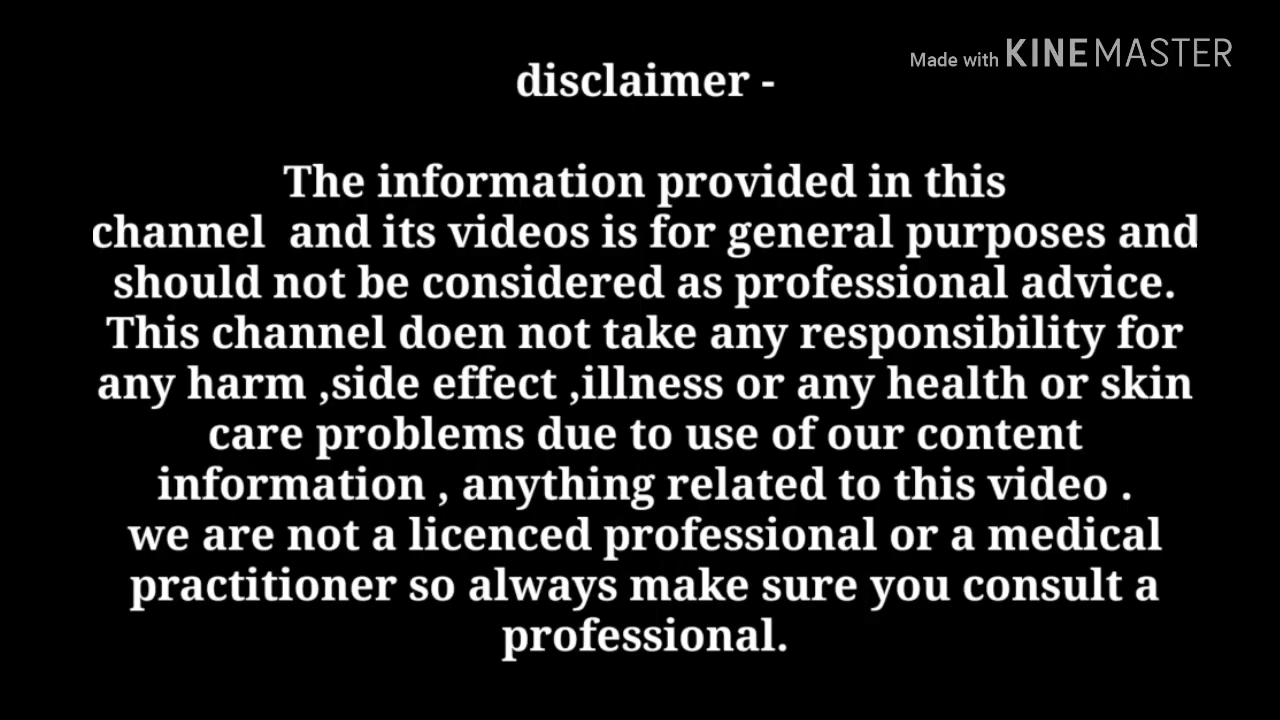 Made with KINEMASTER
disclaimer -
The information provided in this
channel  and its videos is for general purposes and
should not be considered as professional advice.
This channel doen not take any responsibility for
any harm ,side effect ,illness or any health or skin
care problems due to use of our content
information , anything related to this video .
we are not a licenced professional or a medical
practitioner so always make sure you consult a
professional.